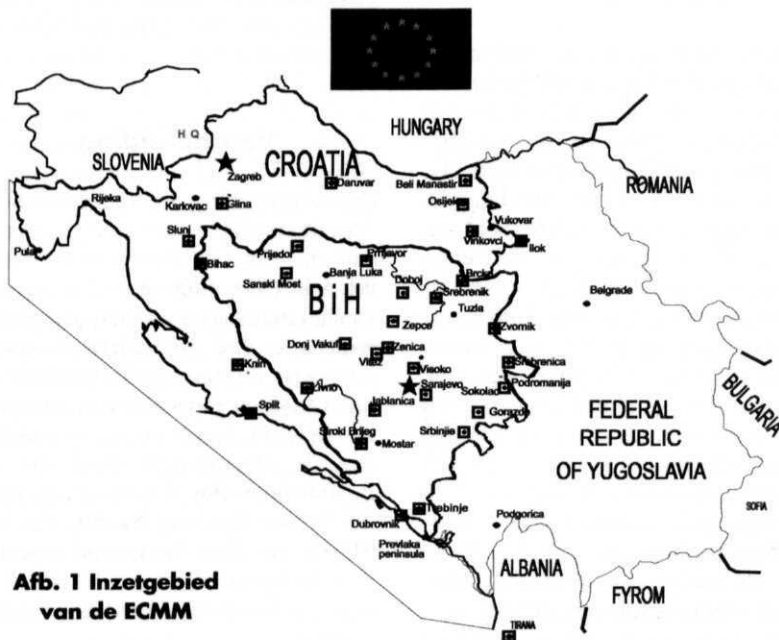 HUNGARY
H Q
SLOVENIA
CROATIA
Zagreb
ROMANIA
Daruvar
Beli Manastir
Rijeka
Karlovac
Glina
Osijek
Vukovar
Sluni
Vinkovci
Ilok
Pula
Bihac
Prijedor
Prnjavor
Sanski Most
Banja Luka
Doboj
Brcko
Srebrenik
Belgrade
BiH
Tuzla
Zepce
Zvornik
Donj Vakuf
Zenica
Vitez
Visoko
Srebrenica
Knin
Livno
Sarajevo
Sokolac
Podromanija
Jablanica
Split
Gorazde
BULGARIA
FEDERAL
REPUBLIC
OF YUGOSLAVIA
Siroki Brijeg
Mostar
Srbinjie
Trebinje
Dubrovnik
Podgorica
SOFIA
Prevlaka
peninsula
ALBANIA
FYROM
Afb. 1 Inzetgebied
van de ECMM
TIRANA